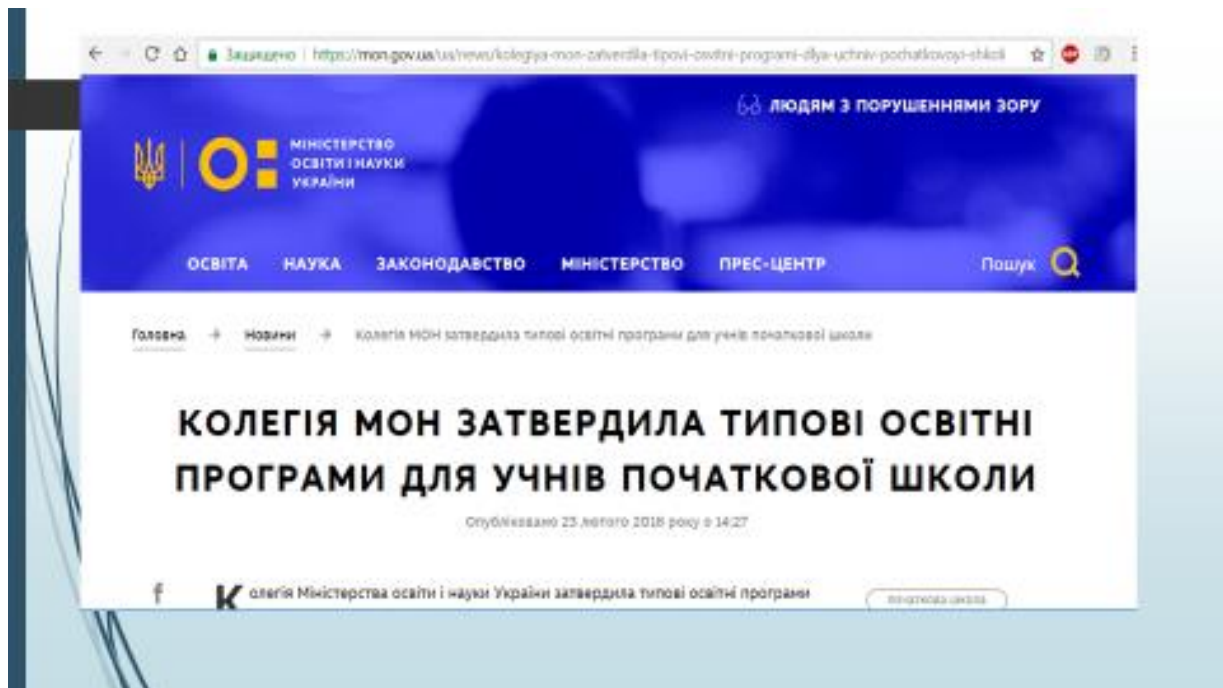 Защищено | https://mon.gov.ua/ua/news/kolegiya-mon-zatverdila-tipovi-osvitni-programi-dlya-uchniv-pochatkovoyi-shkoli
ЛЮДЯМ З ПОРУШЕННЯМИ ЗОРУ
МІНІСТЕРСТВО
ОСВІТИ І НАУКИ
УКРАЇНИ
ОСВІТА НАУКА ЗАКОНОДАВСТВО МІНІСТЕРСТВО ПРЕС-ЦЕНТР Пошук
Головна → Новини → Колегія МОН затвердила типові освітні програми для учнів початкової школи
КОЛЕГІЯ МОН ЗАТВЕРДИЛА ТИПОВІ ОСВІТНІ
ПРОГРАМИ ДЛЯ УЧНІВ ПОЧАТКОВОЇ ШКОЛИ
Опубліковано 23 лютого 2018 року о 14:27
f Колегія Міністерства освіти і науки України затвердила типові освітні програми початкова школа